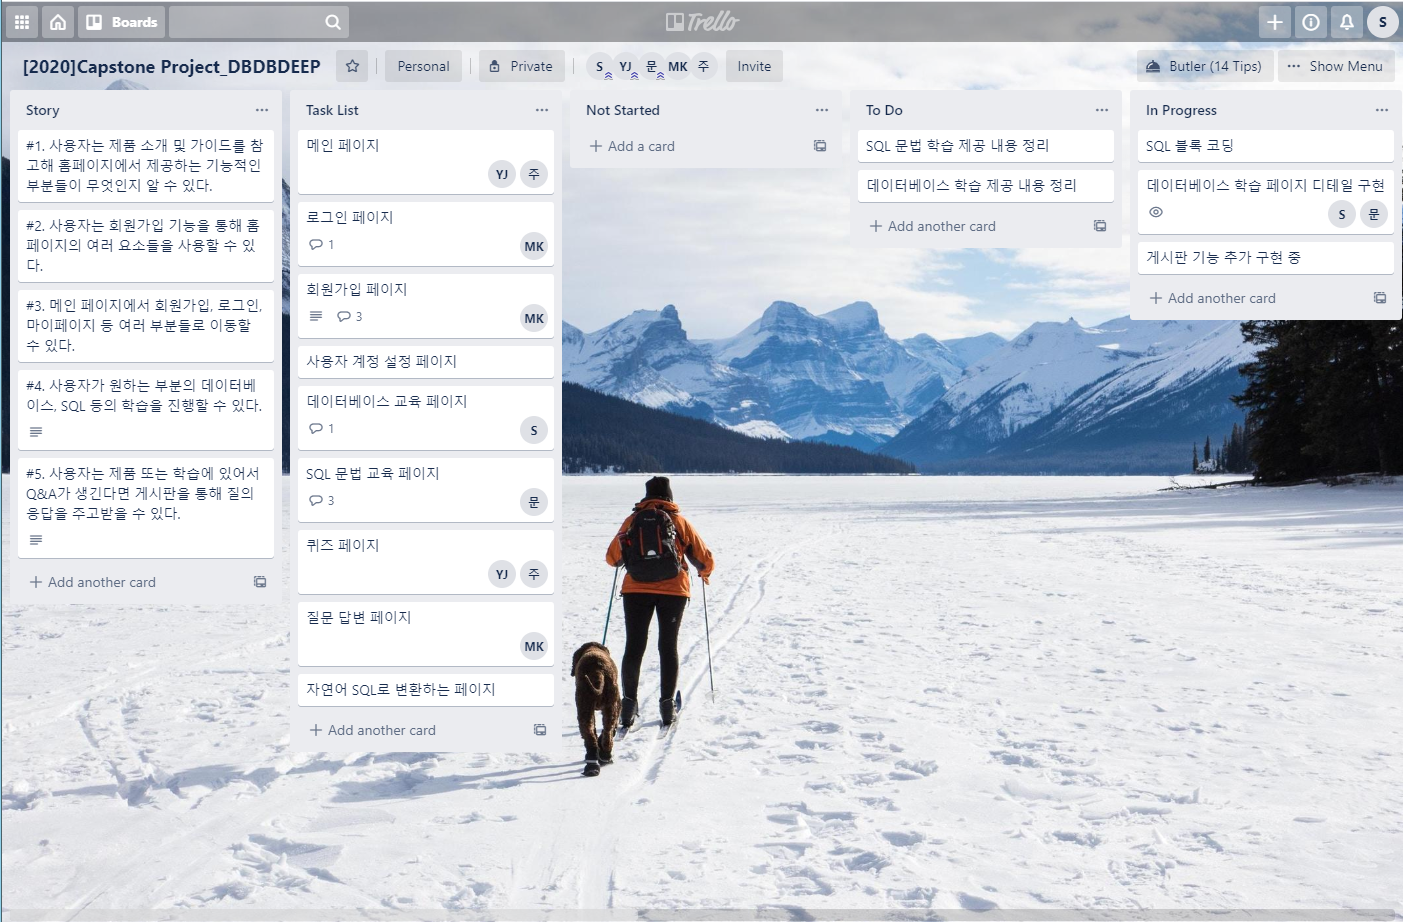 Boards
Trello
S
[2020]Capstone Project_DBDBDEEP
Personal
Private
S YJ 문 MK 주
Invite
Butler (14 Tips)
··· Show Menu
Story ···
#1. 사용자는 제품 소개 및 가이드를 참
고해 홈페이지에서 제공하는 기능적인
부분들이 무엇인지 알 수 있다.
#2. 사용자는 회원가입 기능을 통해 홈
페이지의 여러 요소들을 사용할 수 있
다.
#3. 메인 페이지에서 회원가입, 로그인,
마이페이지 등 여러 부분들로 이동할
수 있다.
#4. 사용자가 원하는 부분의 데이터베
이스, SQL 등의 학습을 진행할 수 있다.
#5. 사용자는 제품 또는 학습에 있어서
Q&A가 생긴다면 게시판을 통해 질의
응답을 주고받을 수 있다.
+ Add another card
Task List ···
메인 페이지
YJ 주
로그인 페이지
1 MK
회원가입 페이지
3 MK
사용자 계정 설정 페이지
데이터베이스 교육 페이지
1 S
SQL 문법 교육 페이지
3 문
퀴즈 페이지
YJ 주
질문 답변 페이지
MK
자연어 SQL로 변환하는 페이지
+ Add another card
Not Started ···
+ Add a card
To Do ···
SQL 문법 학습 제공 내용 정리
데이터베이스 학습 제공 내용 정리
+ Add another card
In Progress ···
SQL 블록 코딩
데이터베이스 학습 페이지 디테일 구현
S 문
게시판 기능 추가 구현 중
+ Add another card